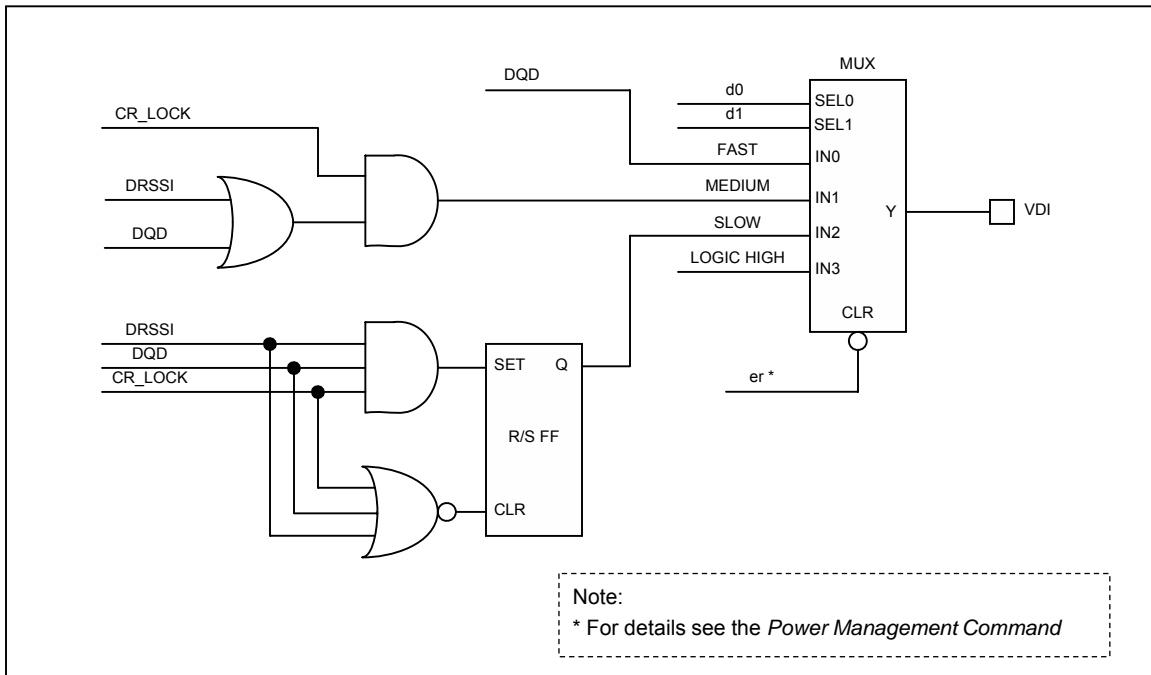 MUX
DQD
d0
SEL0
CR_LOCK
d1
SEL1
FAST
IN0
DRSSI
MEDIUM
IN1
Y
VDI
DQD
SLOW
IN2
LOGIC HIGH
IN3
CLR
DRSSI
DQD
SET
Q
CR_LOCK
er *
R/S FF
CLR
Note:
* For details see the Power Management Command